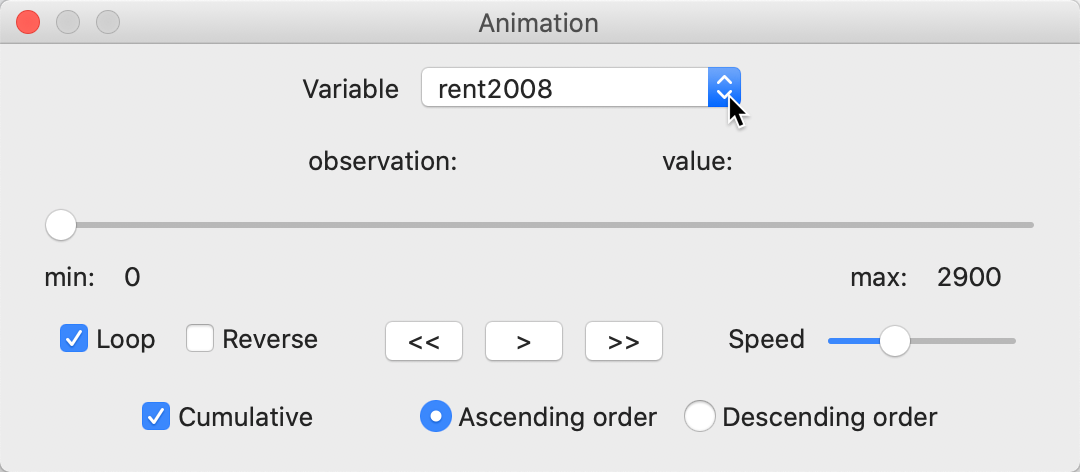 Animation
Variable rent2008
observation: value:
min: 0 max: 2900
Loop Reverse << > >> Speed
Cumulative Ascending order Descending order